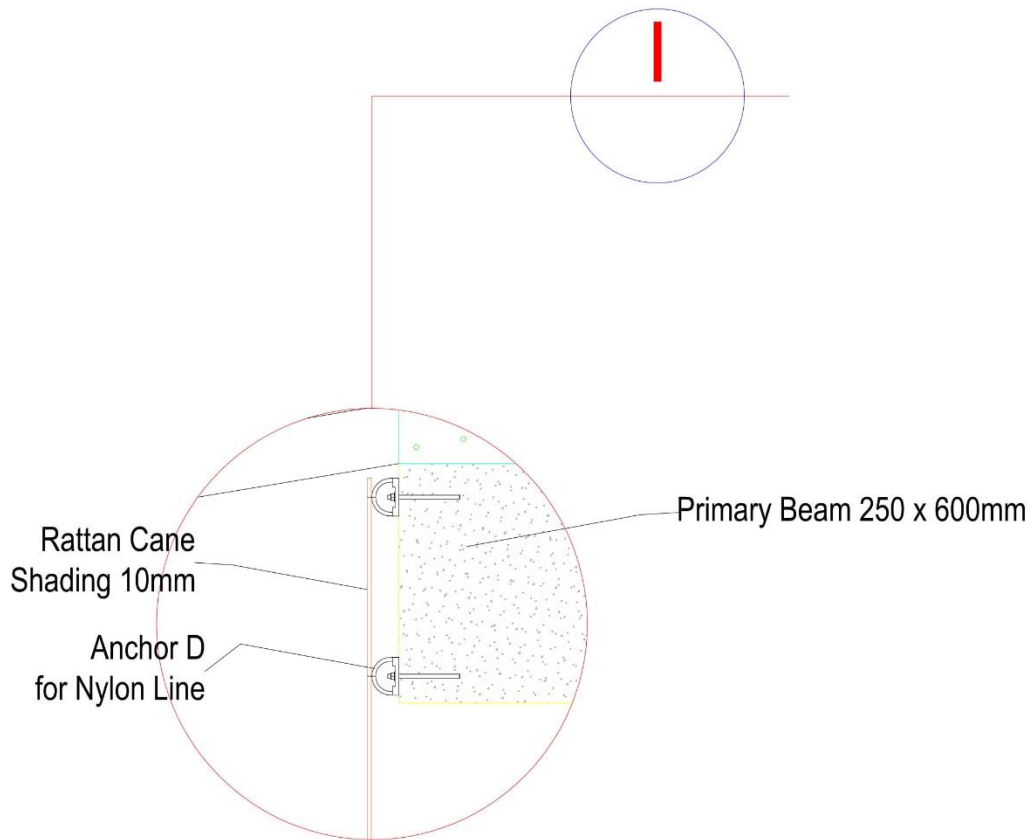 Primary Beam 250 x 600mm
Rattan Cane
Shading 10mm
Anchor D
for Nylon Line